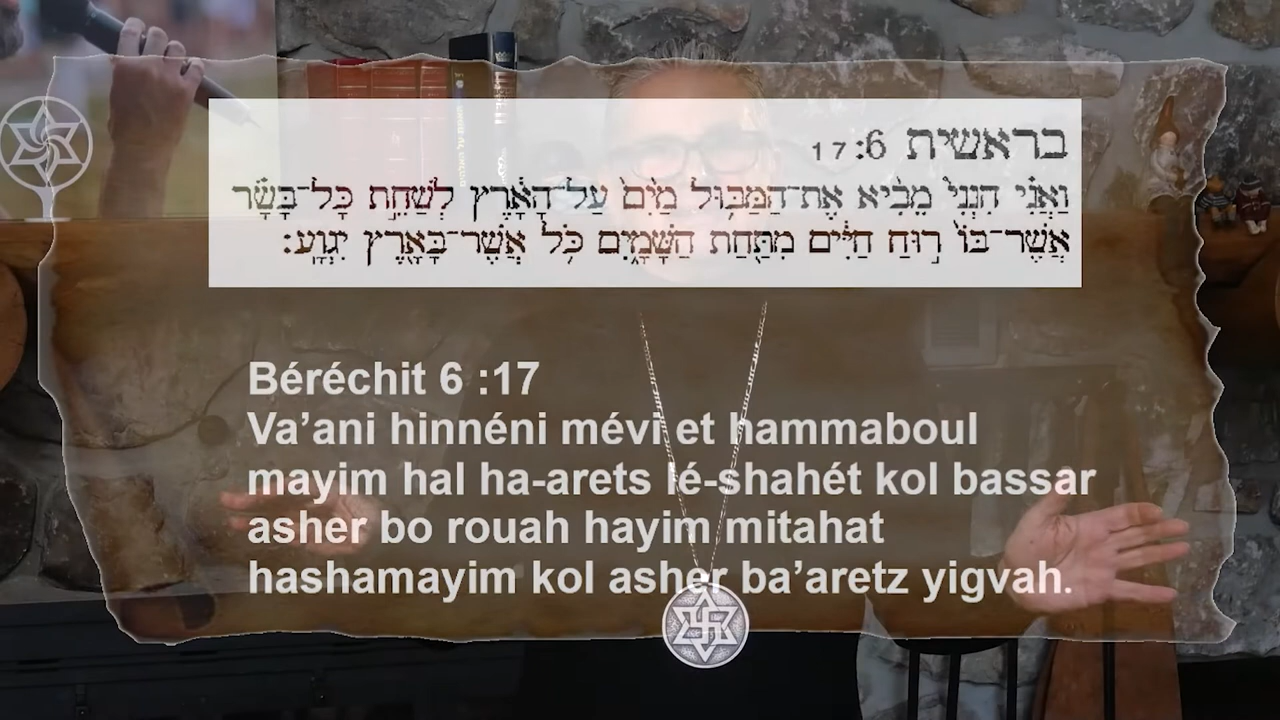 בראשית 6:17
וַאֲנִ֗י הִנְנִי֩ מֵבִ֨יא אֶת־הַמַּבּ֥וּל מַ֙יִם֙ עַל־הָאָ֔רֶץ לְשַׁחֵ֣ת כׇּל־בָּשָׂ֗ר
אֲשֶׁר־בּוֹ֙ ר֣וּחַ חַיִּ֔ים מִתַּ֖חַת הַשָּׁמָ֑יִם כֹּ֥ל אֲשֶׁר־בָּאָ֖רֶץ יִגְוָֽע׃
Béréchit 6 :17
Va’ani hinnéni mévi et hammaboul
mayim hal ha-arets lé-shahét kol bassar
asher bo rouah hayim mitahat
hashamayim kol asher ba’aretz yigvah.